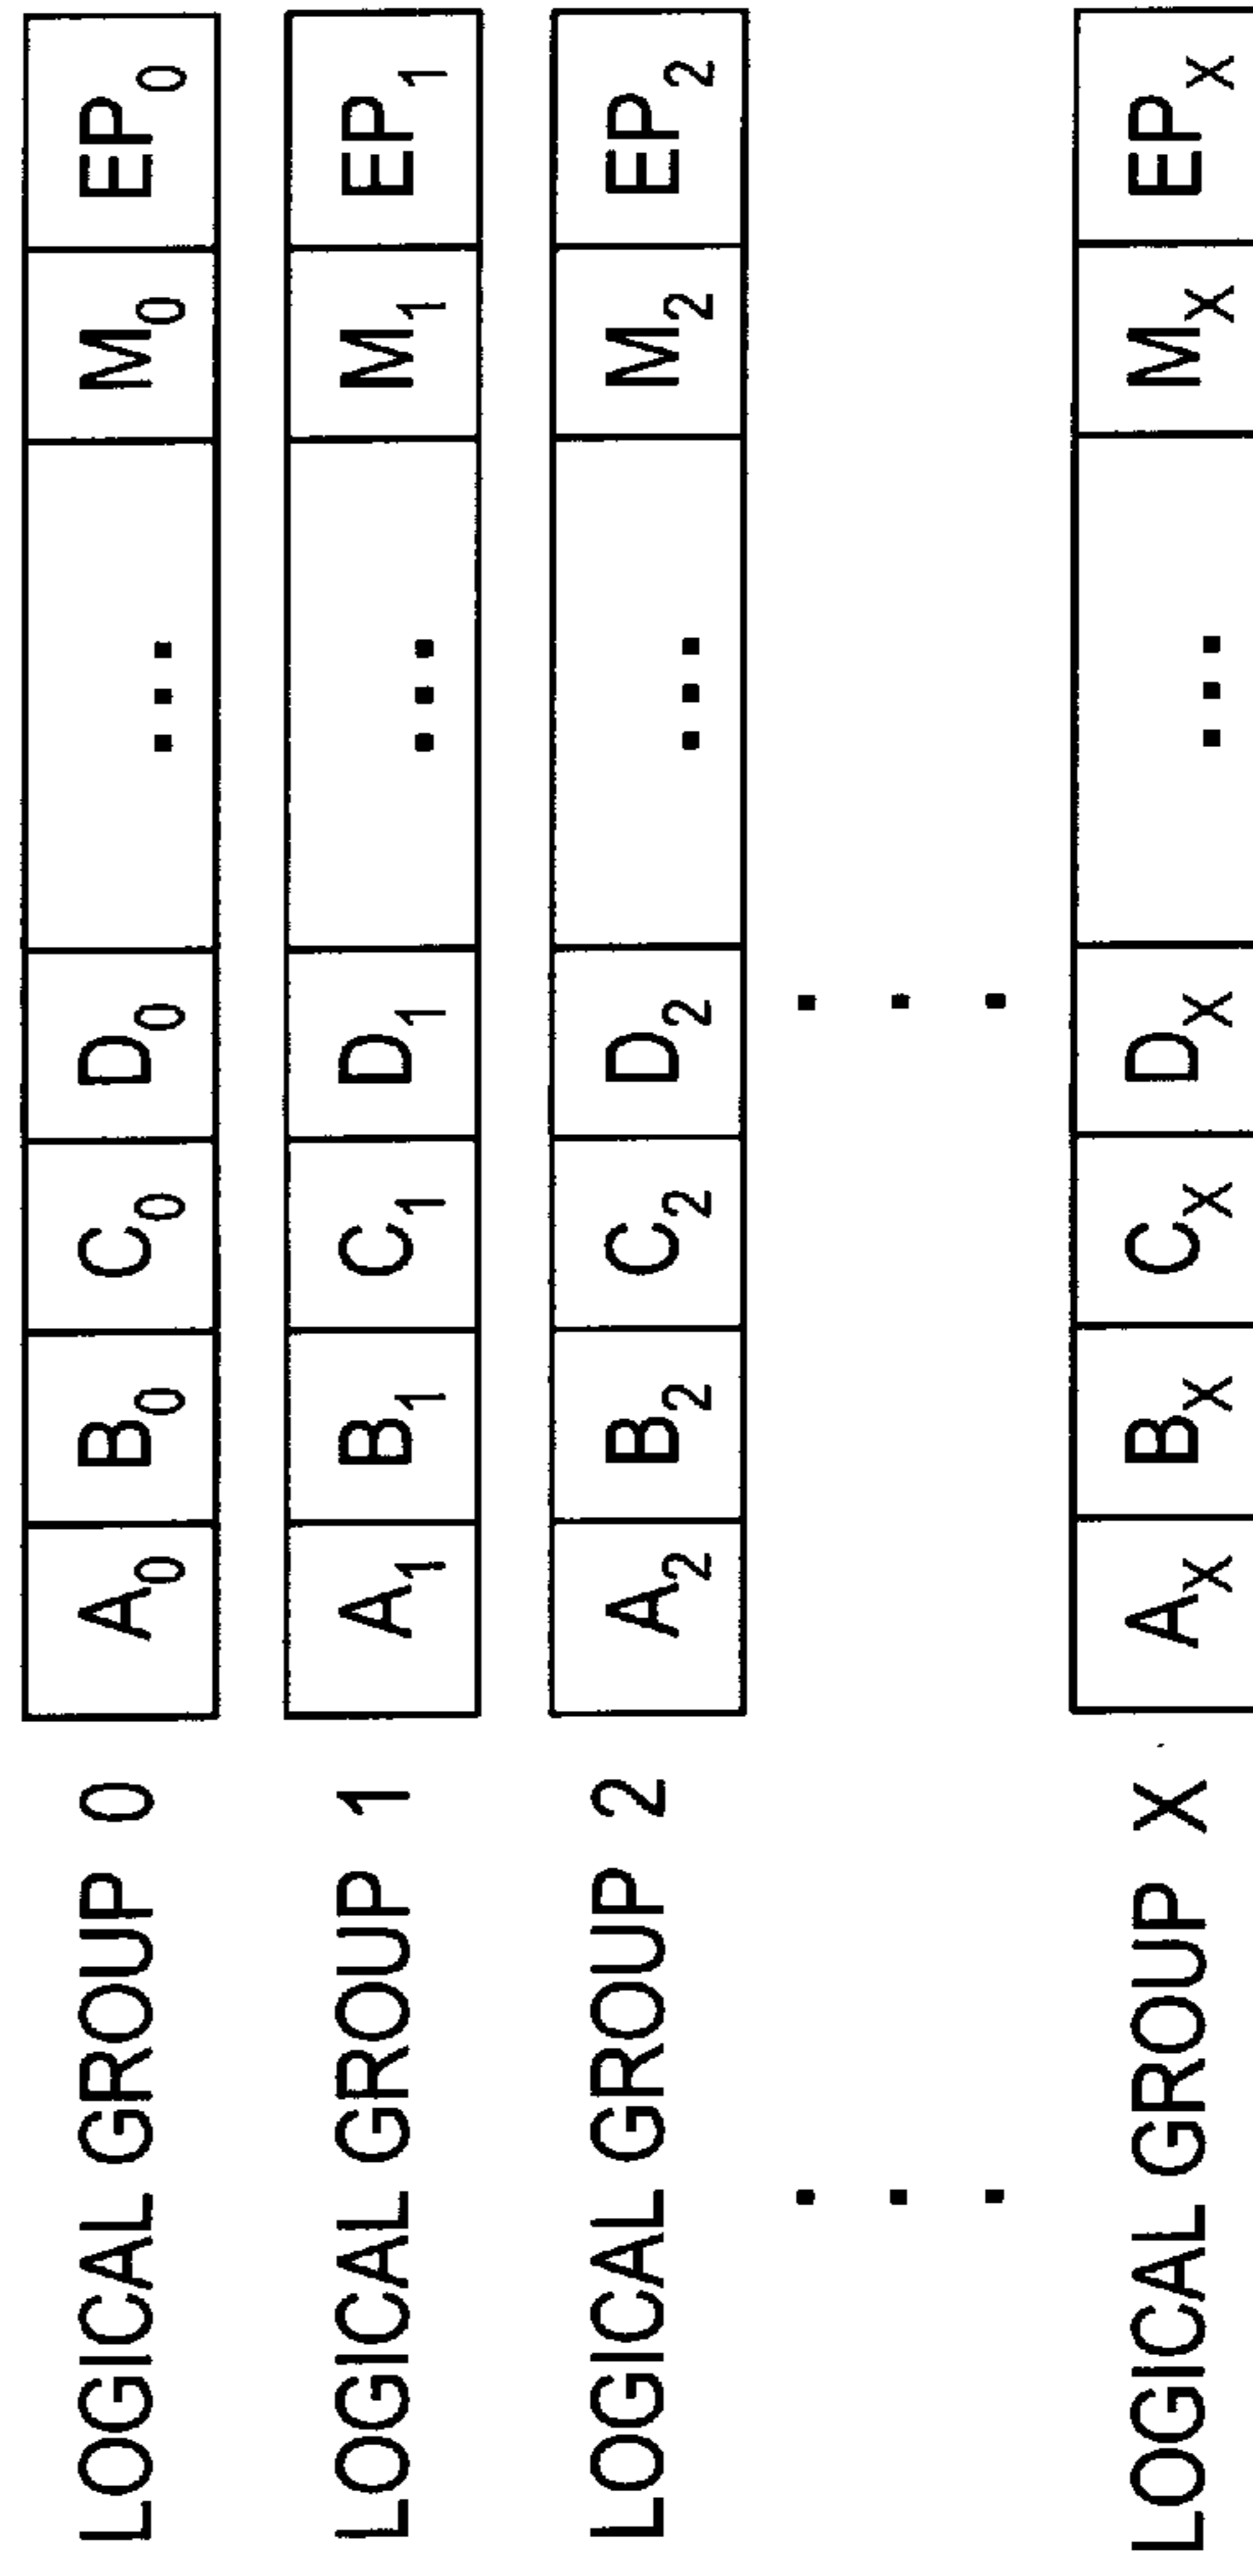 LOGICAL GROUP 0 A₀ B₀ C₀ D₀ ... M₀ EP₀
LOGICAL GROUP 1 A₁ B₁ C₁ D₁ ... M₁ EP₁
LOGICAL GROUP 2 A₂ B₂ C₂ D₂ ... M₂ EP₂
LOGICAL GROUP X Aₓ Bₓ Cₓ Dₓ ... Mₓ EPₓ